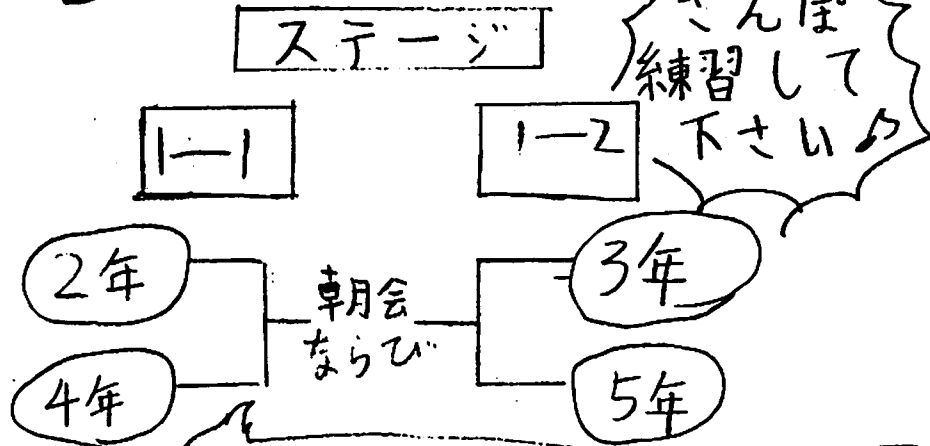 ステージ
さんぽ
練習して
下さい♪
1―1
1―2
2年
3年
朝会
ならび
4年
5年